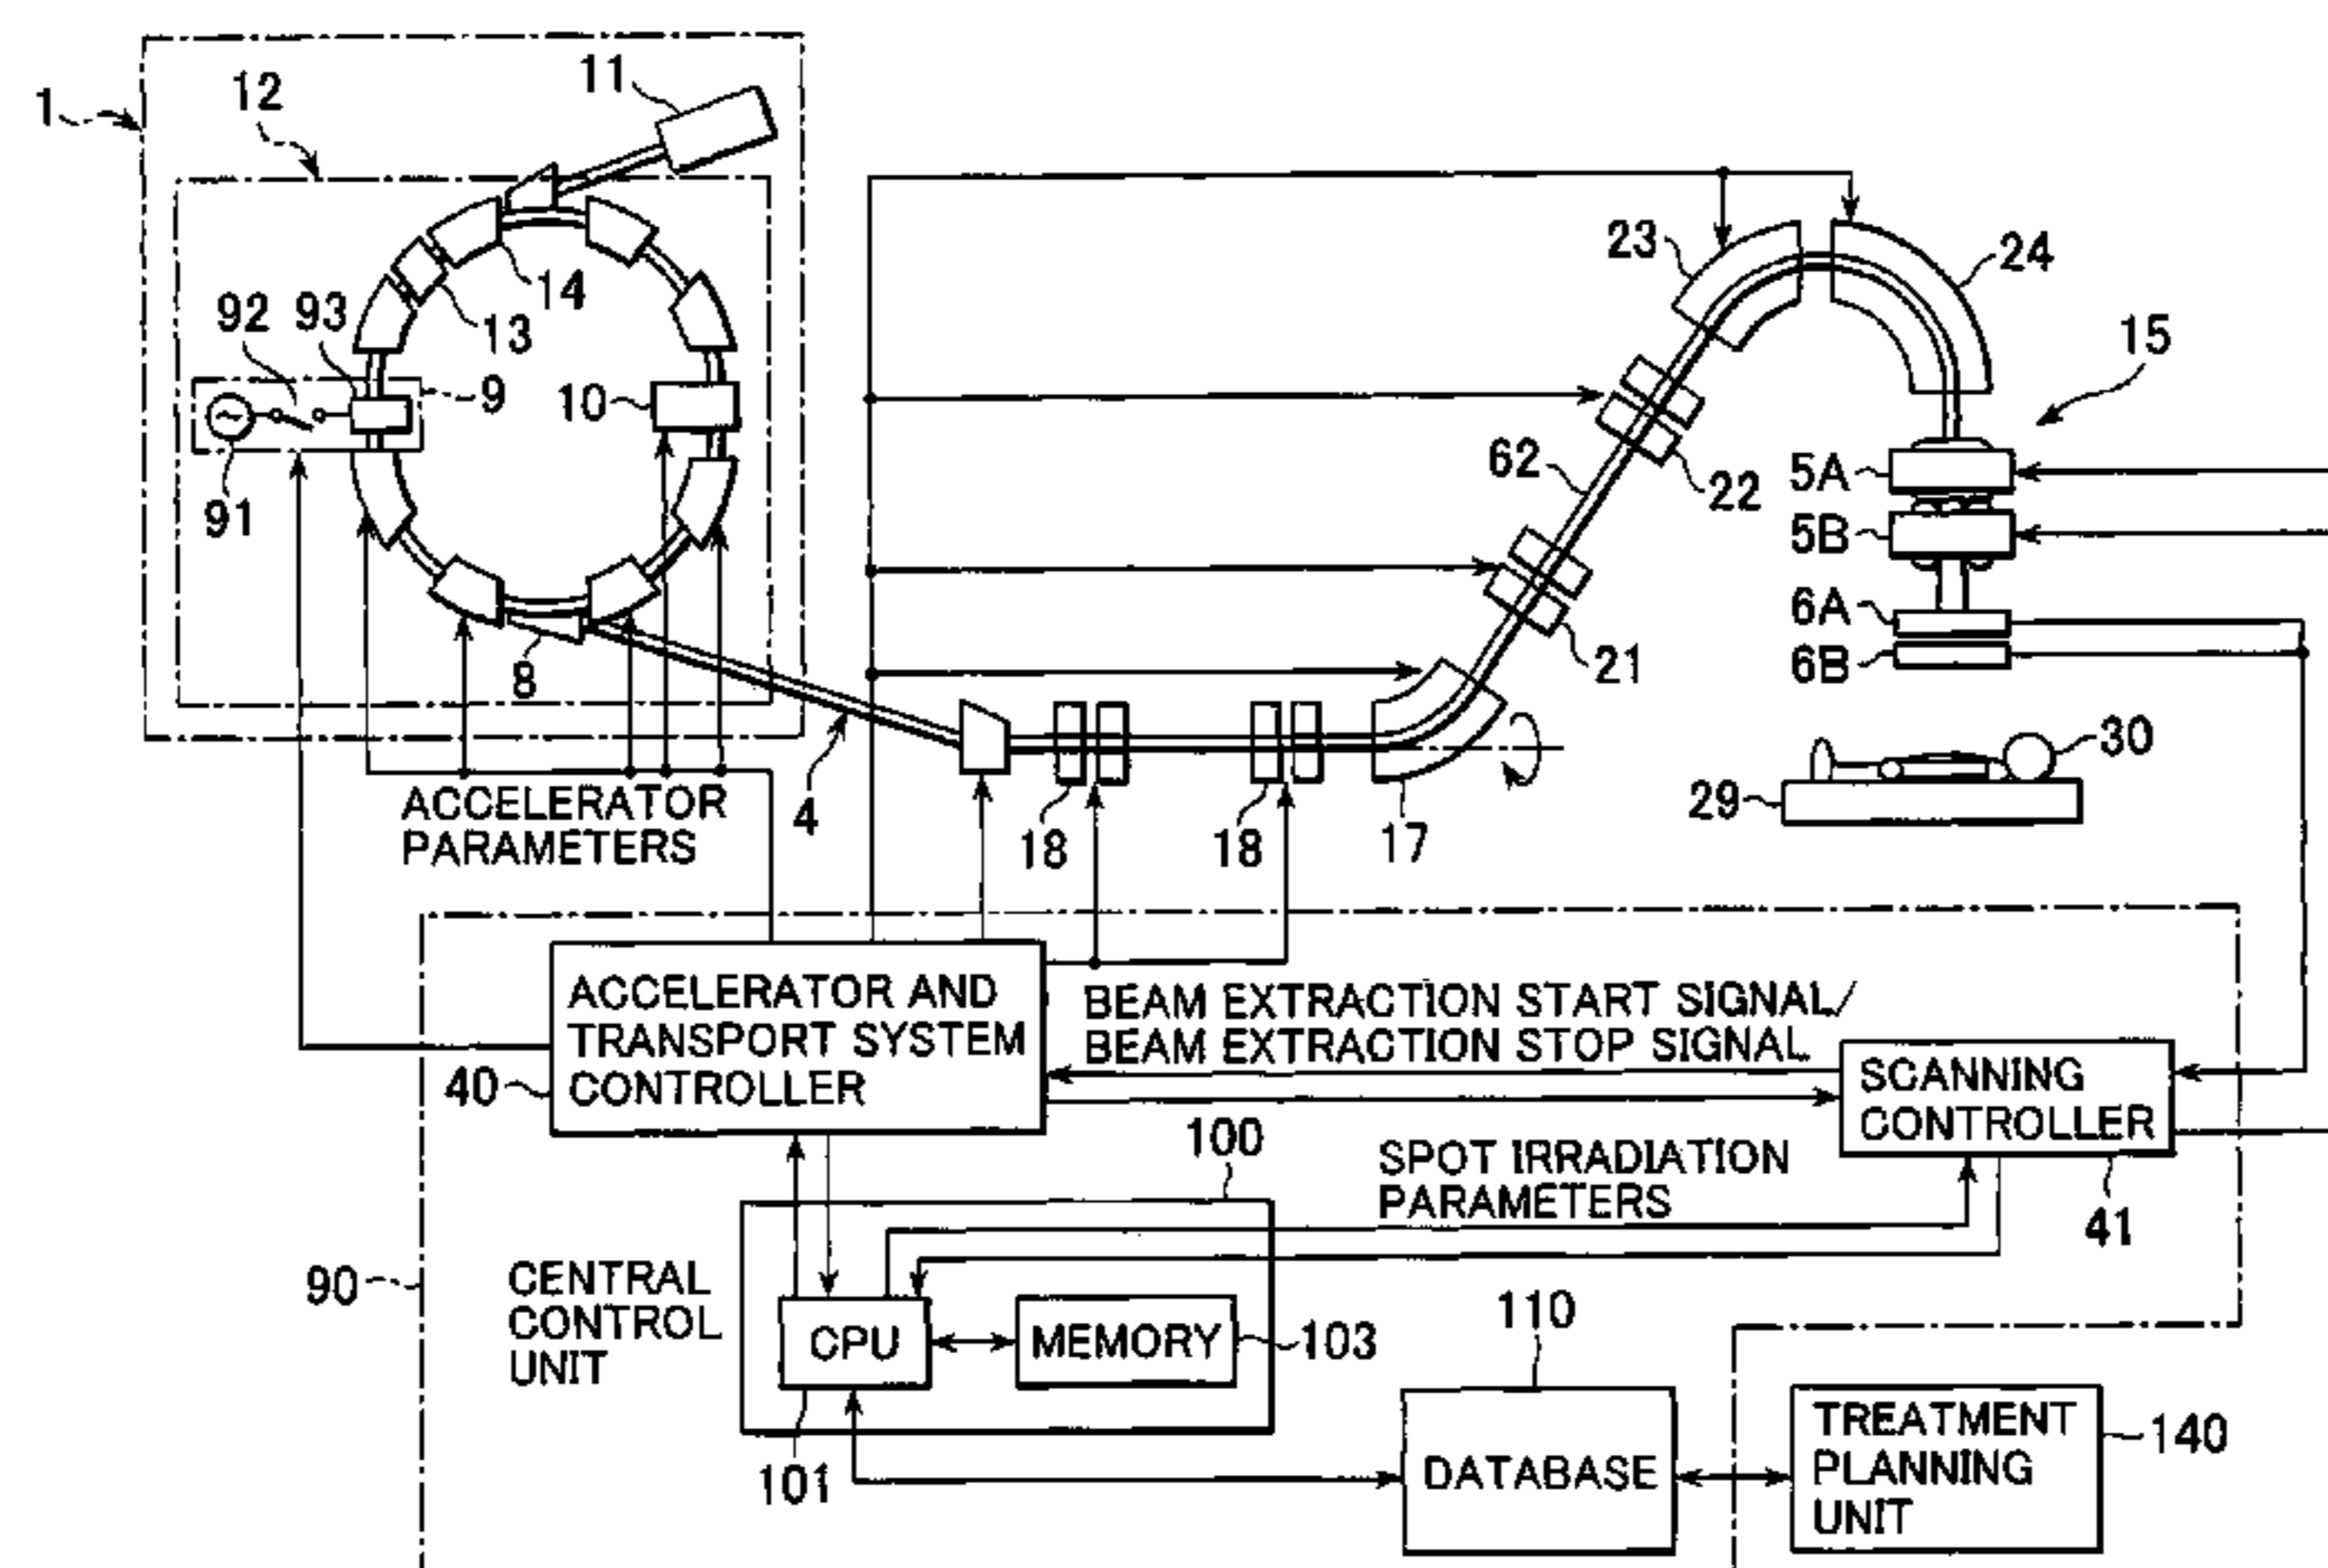 11
1
12
23
24
14
15
92
93
13
9
10
5A
62
22
91
5B
6A
8
21
6B
30
ACCELERATOR
PARAMETERS
4
18
18
17
29
ACCELERATOR AND
TRANSPORT SYSTEM
CONTROLLER
40
BEAM EXTRACTION START SIGNAL/
BEAM EXTRACTION STOP SIGNAL
SCANNING
CONTROLLER
100
SPOT IRRADIATION
PARAMETERS
41
90
CENTRAL
CONTROL
UNIT
CPU
MEMORY
103
110
101
DATABASE
TREATMENT
PLANNING
UNIT
140